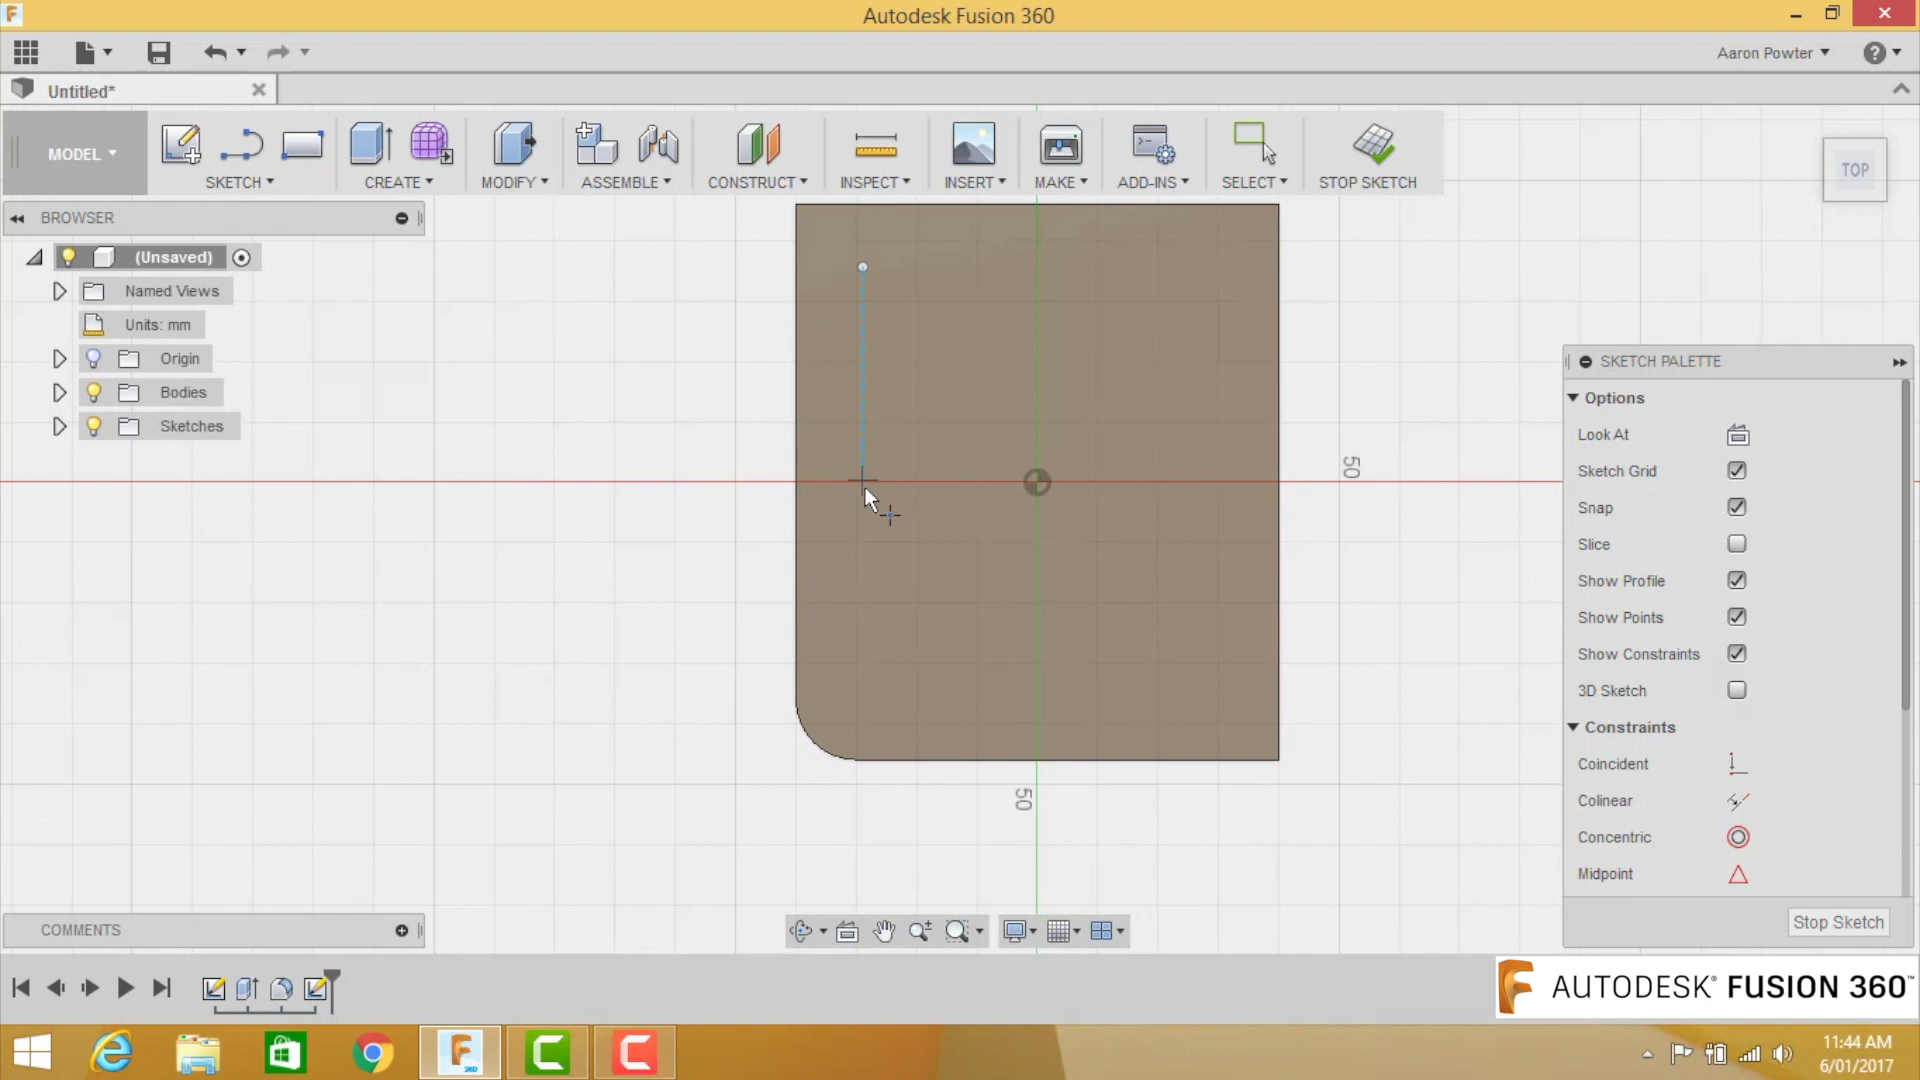 Autodesk Fusion 360
Aaron Powter
Untitled*
MODEL
SKETCH
CREATE
MODIFY
ASSEMBLE
CONSTRUCT
INSPECT
INSERT
MAKE
ADD-INS
SELECT
STOP SKETCH
TOP
BROWSER
(Unsaved)
Named Views
Units: mm
Origin
Bodies
Sketches
50
50
SKETCH PALETTE
Options
Look At
Sketch Grid
Snap
Slice
Show Profile
Show Points
Show Constraints
3D Sketch
Constraints
Coincident
Colinear
Concentric
Midpoint
Stop Sketch
COMMENTS
AUTODESK® FUSION 360™
11:44 AM
6/01/2017